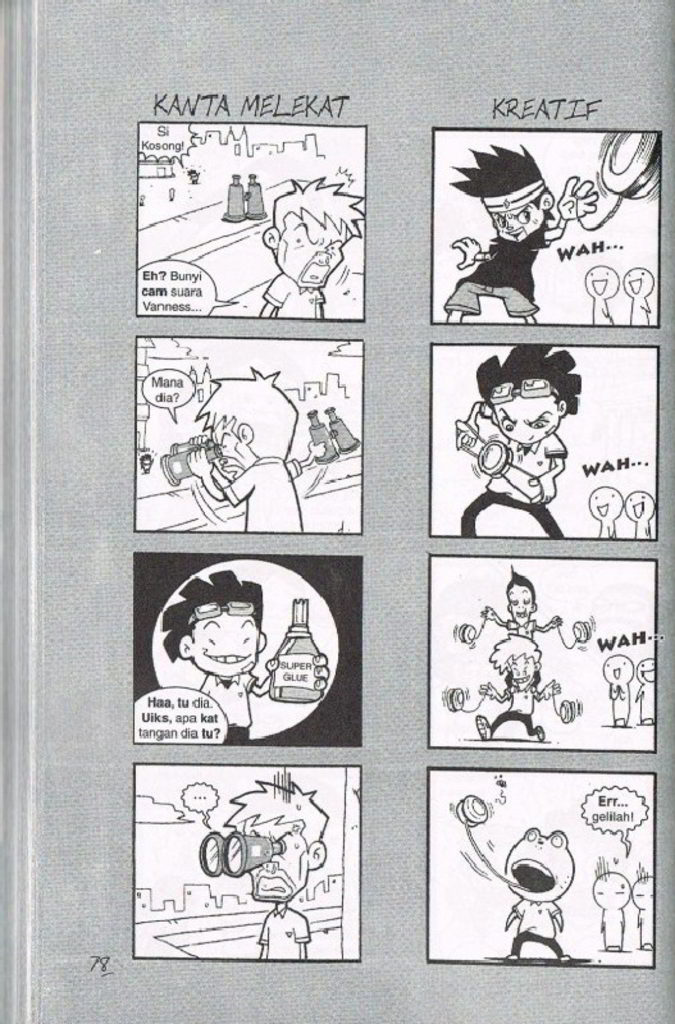 KANTA MELEKAT
Si
Kosong!
Eh? Bunyi
cam suara
Vanness...
Mana
dia?
SUPER
GLUE
Haa, tu dia.
Uiks, apa kat
tangan dia tu?
...
KREATIF
WAH...
WAH...
WAH...
Err...
gelilah!
78